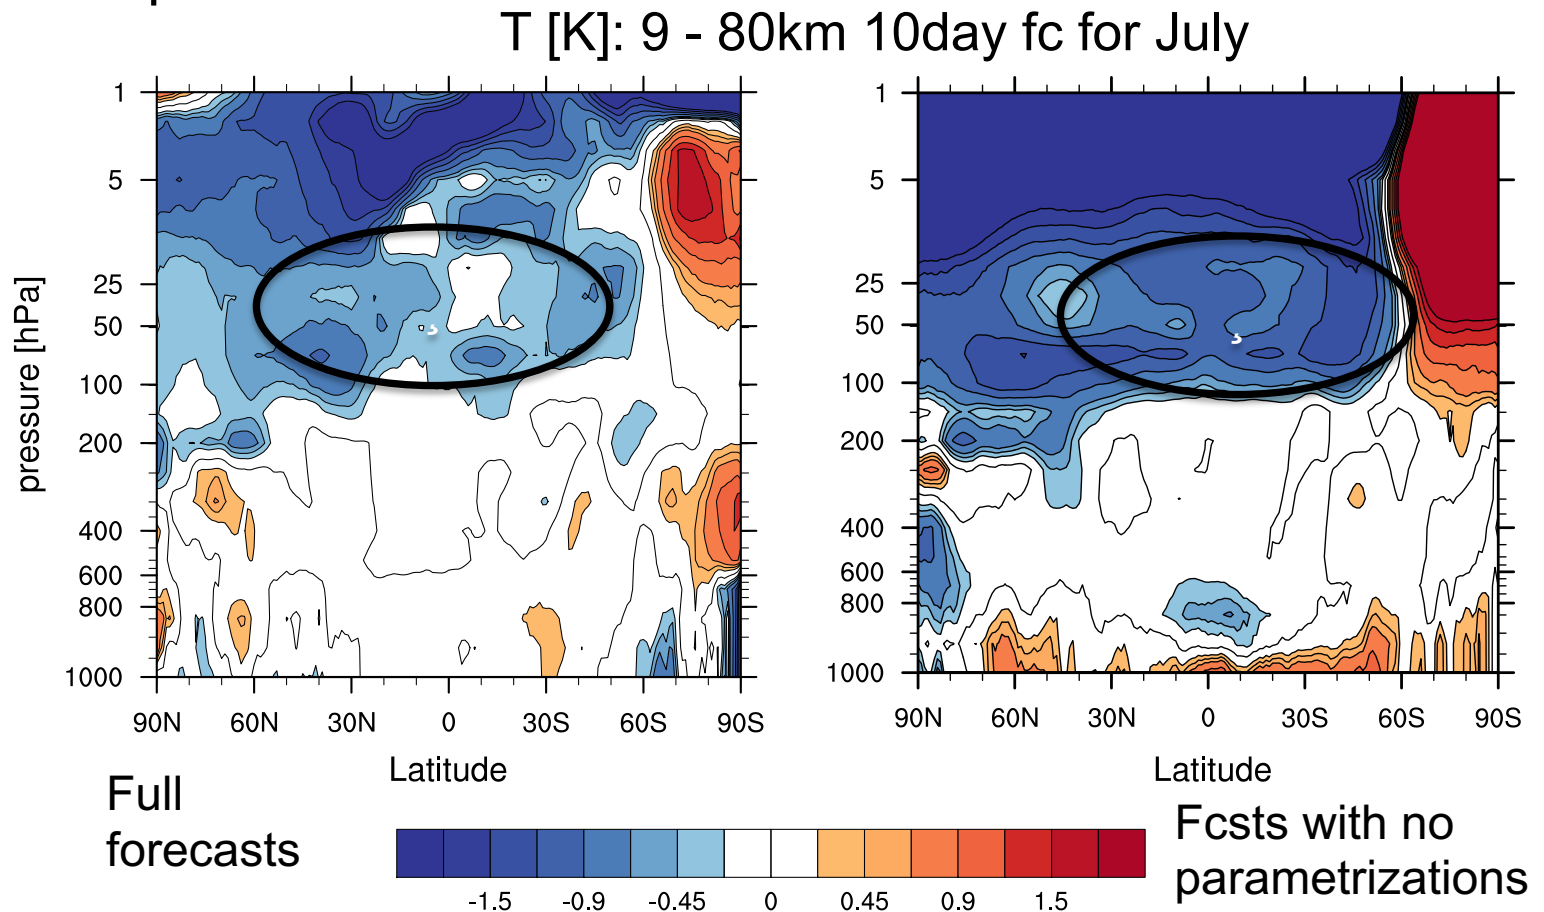 T [K]: 9 - 80km 10day fc for July
1
5
25
50
100
200
400
600
800
1000
pressure [hPa]
90N 60N 30N 0 30S 60S 90S
Latitude
1
5
25
50
100
200
400
600
800
1000
90N 60N 30N 0 30S 60S 90S
Latitude
Full
forecasts
-1.5 -0.9 -0.45 0 0.45 0.9 1.5
Fcsts with no
parametrizations